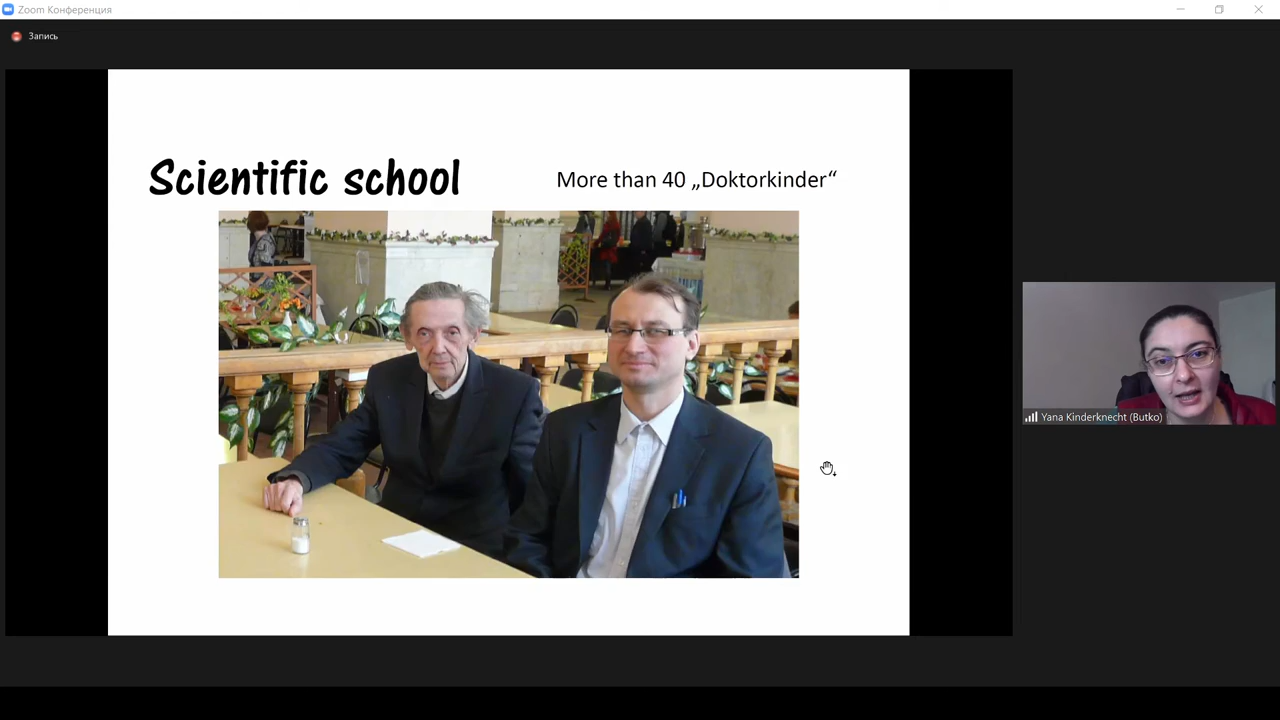 Zoom Конференция
Запись
Scientific school
More than 40 „Doktorkinder“
Yana Kinderknecht (Butko)